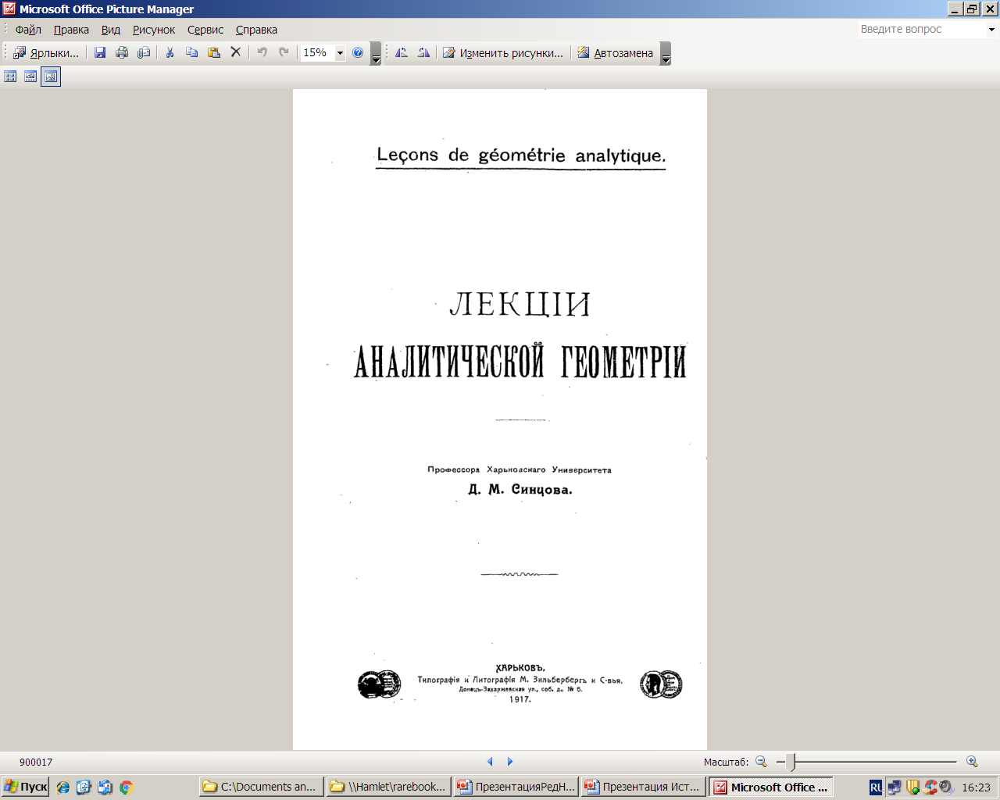 Microsoft Office Picture Manager
Файл Правка Вид Рисунок Сервис Справка Введите вопрос
Ярлыки... 15% Изменить рисунки... Автозамена
Leçons de géométrie analytique.
ЛЕКЦІИ
АНАЛИТИЧЕСКОЙ ГЕОМЕТРІИ
Профессора Харьковскаго Университета
Д. М. Синцова.
ХАРЬКОВЪ,
Типографія и Литографія М. Зильбербергъ и С-вья.
Донецъ-Захаржевская ул., соб. д., № 6.
1917.
900017 Масштаб:
Пуск C:\Documents an... \\Hamlet\rarebook... ПрезентацияРедН... Презентация Ист... Microsoft Office ... RU 16:23